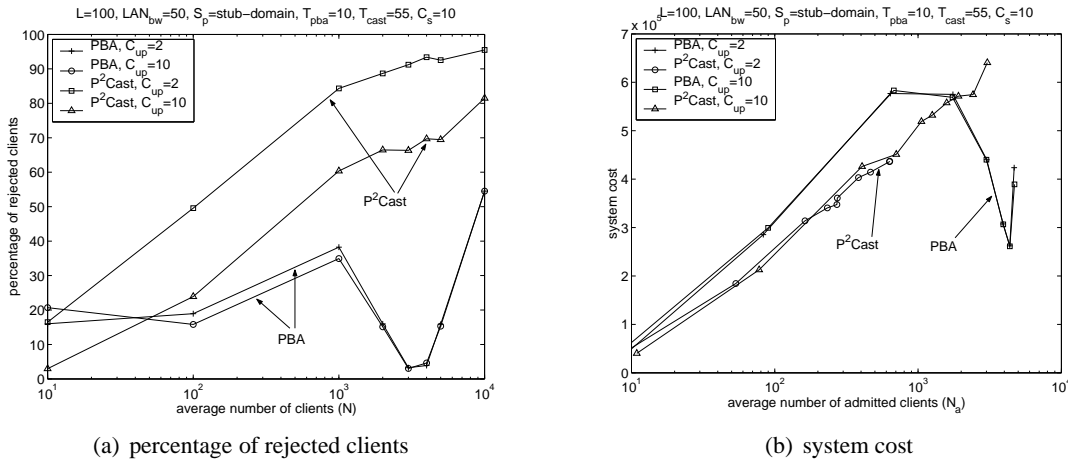 L=100, LAN_bw=50, S_p=stub-domain, T_pba=10, T_cast=55, C_s=10
PBA, C_up=2
PBA, C_up=10
P²Cast, C_up=2
P²Cast, C_up=10
percentage of rejected clients
100
90
80
70
60
50
40
30
20
10
0
P²Cast
PBA
10¹
10²
10³
10⁴
average number of clients (N)
(a) percentage of rejected clients
L=100, LAN_bw=50, S_p=stub-domain, T_pba=10, T_cast=55, C_s=10
x 10⁵
PBA, C_up=2
P²Cast, C_up=2
PBA, C_up=10
P²Cast, C_up=10
system cost
7
6
5
4
3
2
1
0
P²Cast
PBA
10¹
10²
10³
10⁴
average number of admitted clients (N_a)
(b) system cost